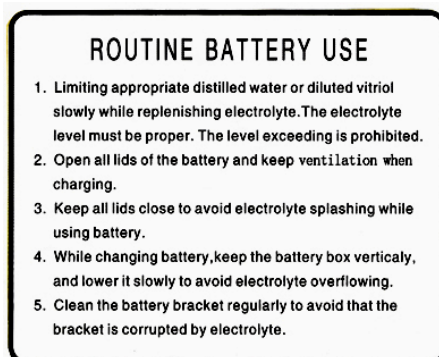 ROUTINE BATTERY USE
1. Limiting appropriate distilled water or diluted vitriol
slowly while replenishing electrolyte.The electrolyte
level must be proper. The level exceeding is prohibited.
2. Open all lids of the battery and keep ventilation when
charging.
3. Keep all lids close to avoid electrolyte splashing while
using battery.
4. While changing battery,keep the battery box verticaly,
and lower it slowly to avoid electrolyte overflowing.
5. Clean the battery bracket regularly to avoid that the
bracket is corrupted by electrolyte.